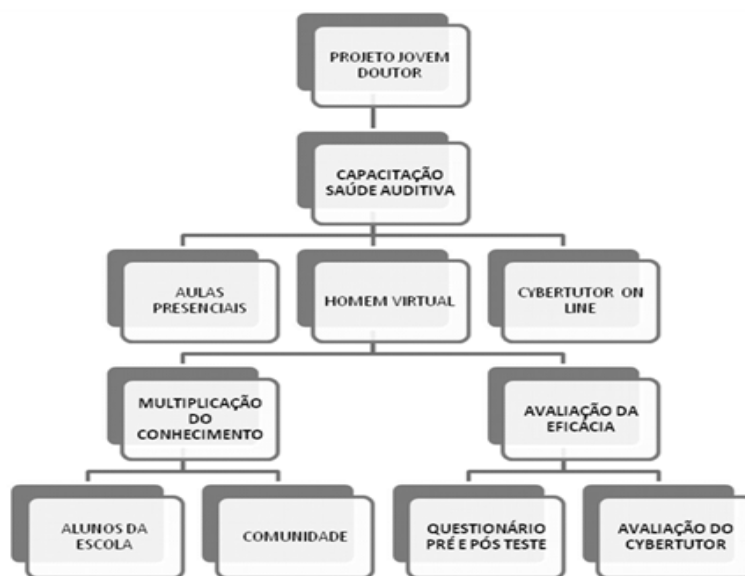 PROJETO JOVEM
DOUTOR
CAPACITAÇÃO
SAÚDE AUDITIVA
AULAS
PRESENCIAIS
HOMEM VIRTUAL
CYBERTUTOR ON
LINE
MULTIPLICAÇÃO
DO
CONHECIMENTO
AVALIAÇÃO DA
EFICÁCIA
ALUNOS DA
ESCOLA
COMUNIDADE
QUESTIONÁRIO
PRÉ E PÓS TESTE
AVALIAÇÃO DO
CYBERTUTOR